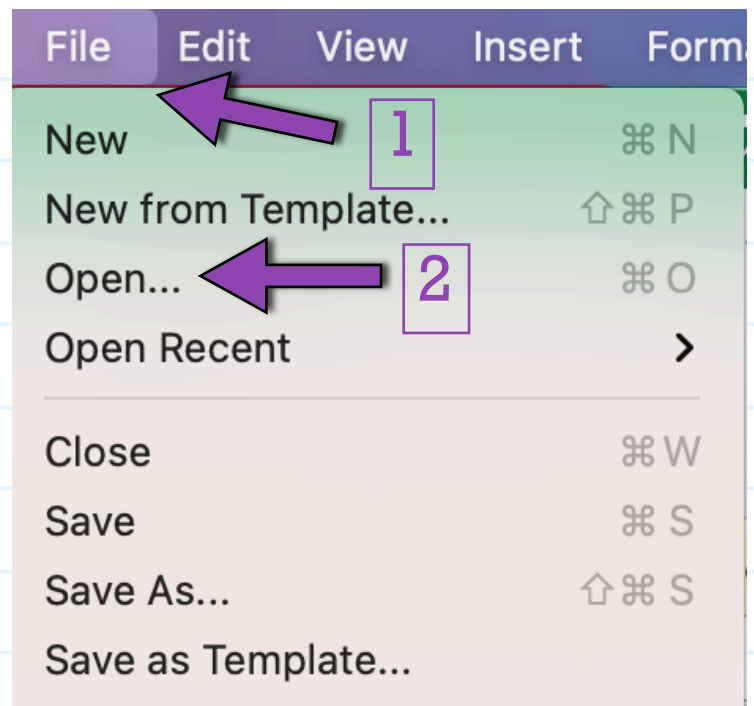 File Edit View Insert Forma
1
New ⌘ N
New from Template... ⇧ ⌘ P
Open... 2 ⌘ O
Open Recent
Close ⌘ W
Save ⌘ S
Save As... ⇧ ⌘ S
Save as Template...